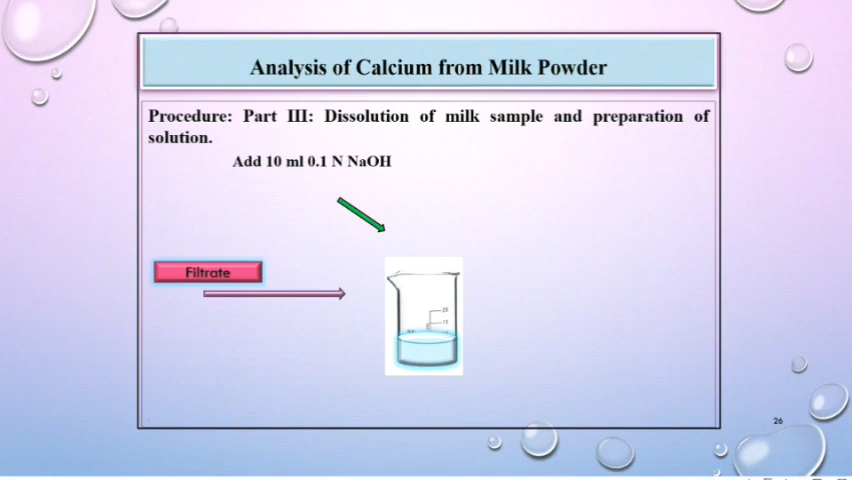 Analysis of Calcium from Milk Powder
Procedure: Part III: Dissolution of milk sample and preparation of
solution.
Add 10 ml 0.1 N NaOH
Filtrate
26